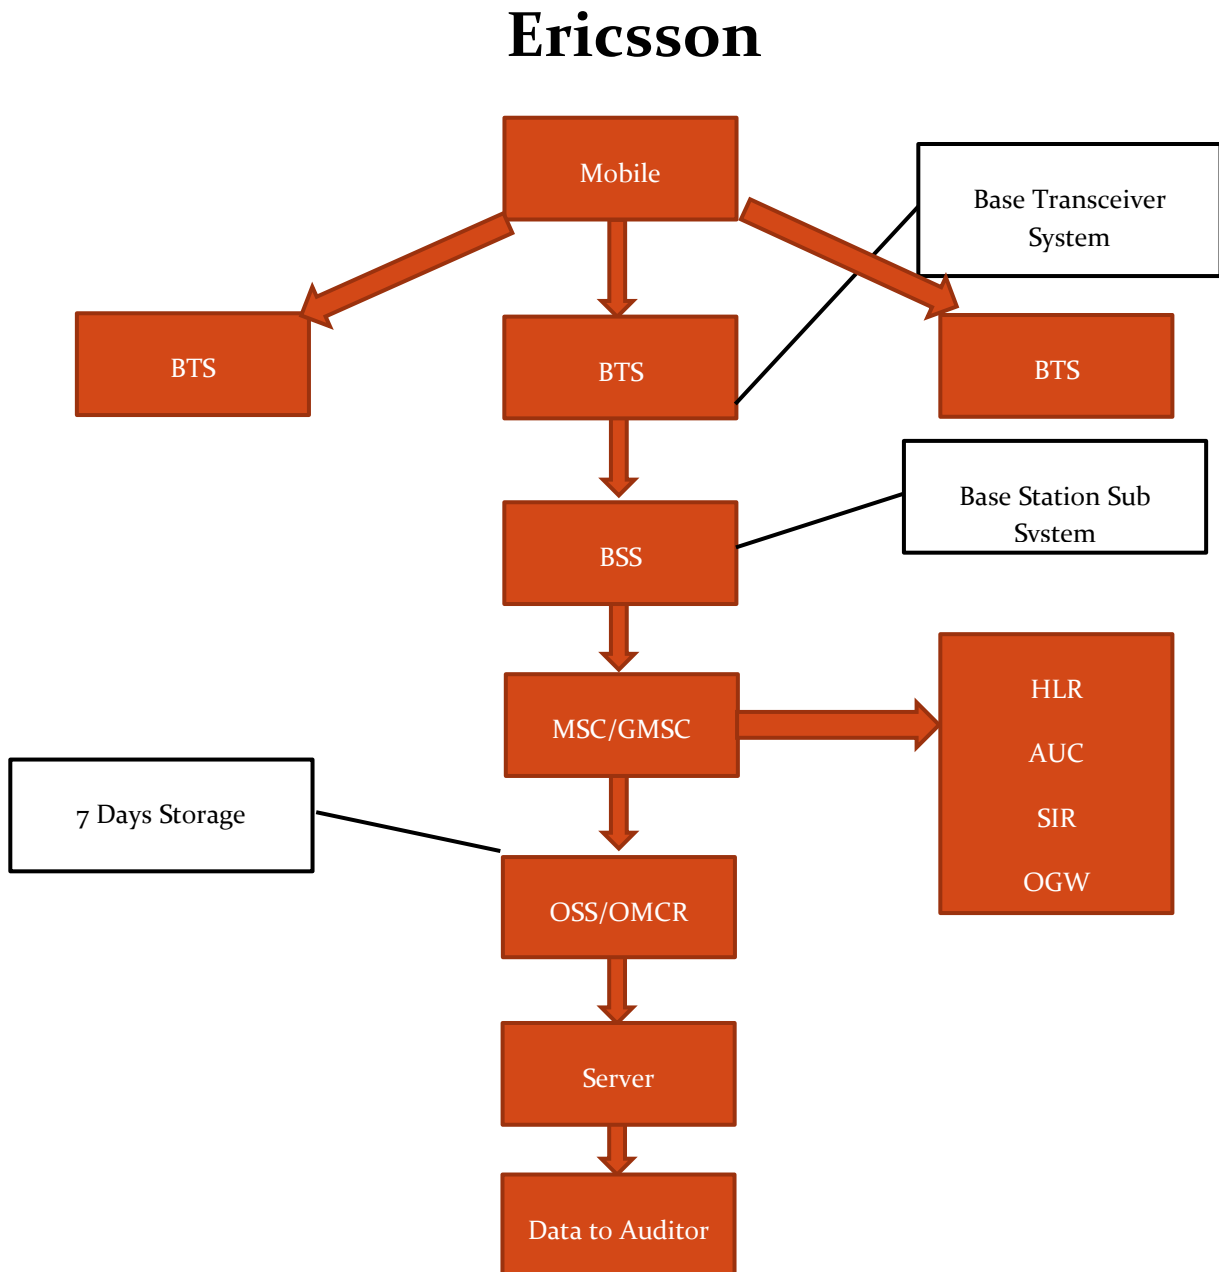 Ericsson
Mobile
Base Transceiver
System
BTS
BTS
BTS
Base Station Sub
System
BSS
HLR
MSC/GMSC
AUC
7 Days Storage
SIR
OGW
OSS/OMCR
Server
Data to Auditor